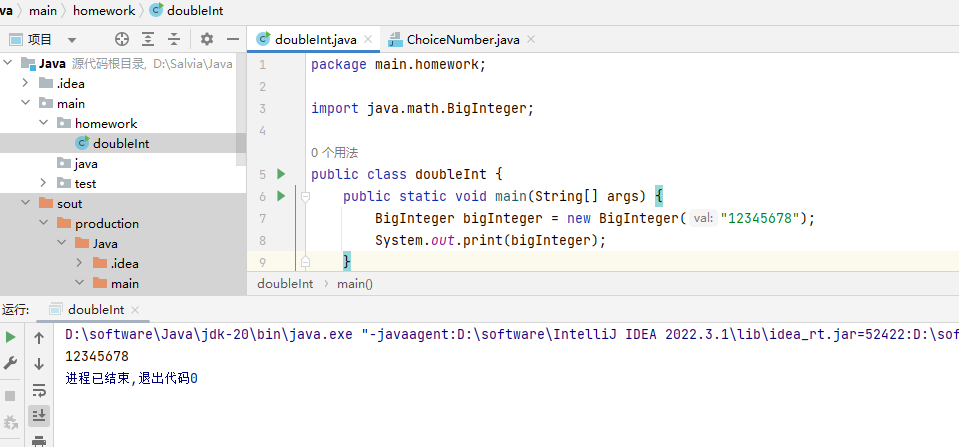 va main homework doubleInt
项目
doubleInt.java ChoiceNumber.java
Java 源代码根目录, D:\Salvia\Java
.idea
main
homework
doubleInt
java
test
sout
production
Java
.idea
main
1 package main.homework;
2
3 import java.math.BigInteger;
4
0 个用法
5 public class doubleInt {
6 public static void main(String[] args) {
7 BigInteger bigInteger = new BigInteger( val: "12345678");
8 System.out.print(bigInteger);
9 }
doubleInt main()
运行: doubleInt
D:\software\Java\jdk-20\bin\java.exe "-javaagent:D:\software\IntelliJ IDEA 2022.3.1\lib\idea_rt.jar=52422:D:\sof
12345678
进程已结束,退出代码0